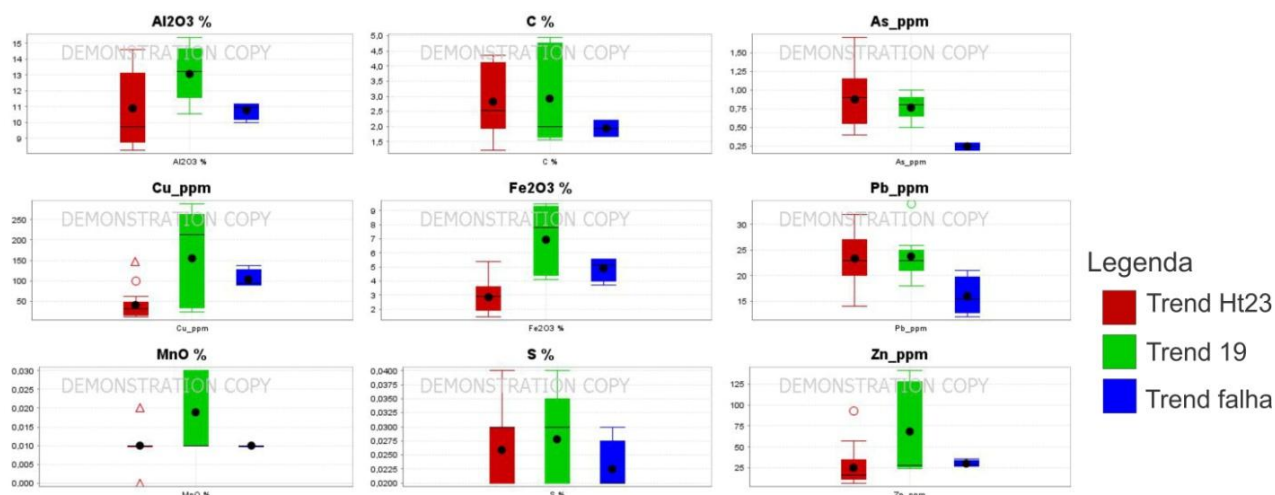 Al2O3 %
DEMONSTRATION COPY
15
14
13
12
11
10
9
Al2O3 %
C %
DEMONSTRATION COPY
5,0
4,5
4,0
3,5
3,0
2,5
2,0
1,5
C %
As_ppm
DEMONSTRATION COPY
1,50
1,25
1,00
0,75
0,50
0,25
As_ppm
Cu_ppm
DEMONSTRATION COPY
250
200
150
100
50
Cu_ppm
Fe2O3 %
DEMONSTRATION COPY
9
8
7
6
5
4
3
2
Fe2O3 %
Pb_ppm
DEMONSTRATION COPY
30
25
20
15
Pb_ppm
MnO %
DEMONSTRATION COPY
0,030
0,025
0,020
0,015
0,010
0,005
0,000
MnO %
S %
DEMONSTRATION COPY
0,0400
0,0375
0,0350
0,0325
0,0300
0,0275
0,0250
0,0225
0,0200
S %
Zn_ppm
DEMONSTRATION COPY
125
100
75
50
25
Zn_ppm
Legenda
Trend Ht23
Trend 19
Trend falha